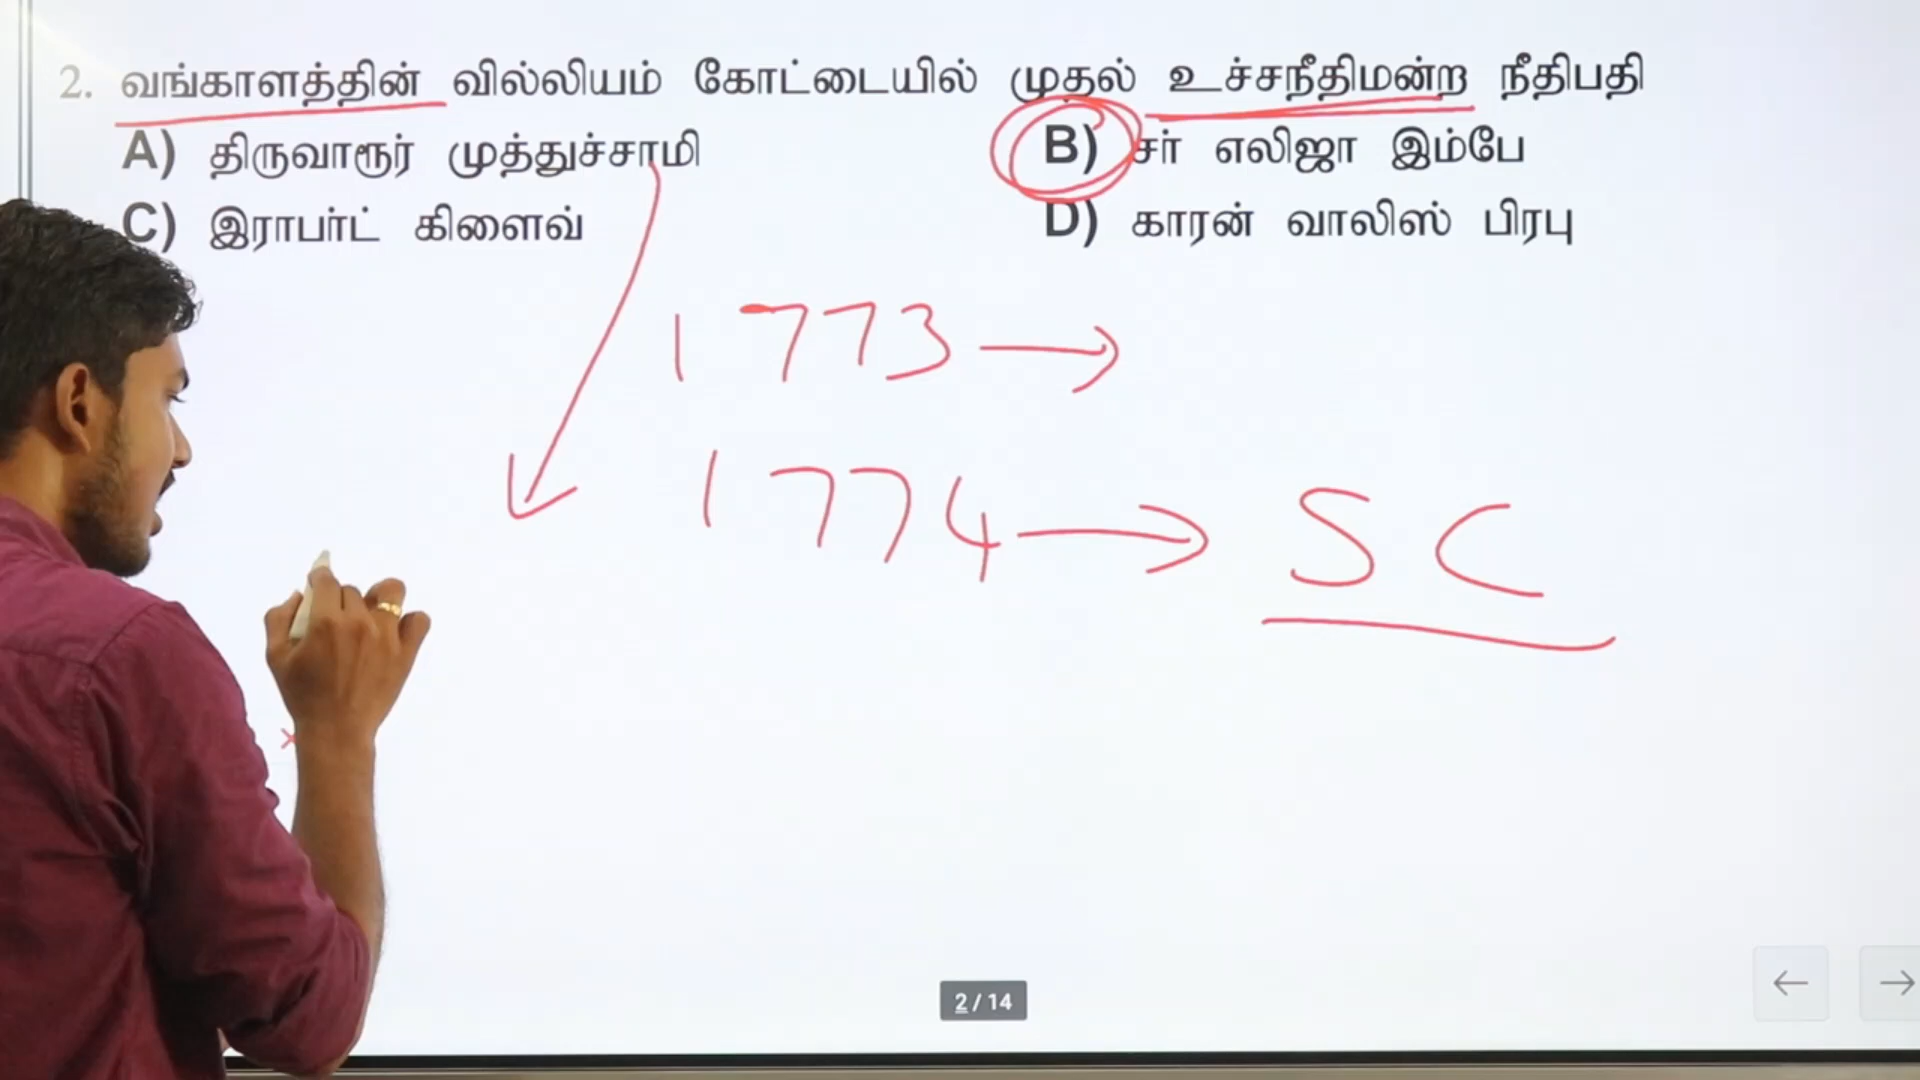 2. வங்காளத்தின் வில்லியம் கோட்டையில் முதல் உச்சநீதிமன்ற நீதிபதி
A) திருவாரூர் முத்துச்சாமி B) சர் எலிஜா இம்பே
C) இராபர்ட் கிளைவ் D) காரன் வாலிஸ் பிரபு
1773 →
1774 → SC
2 / 14